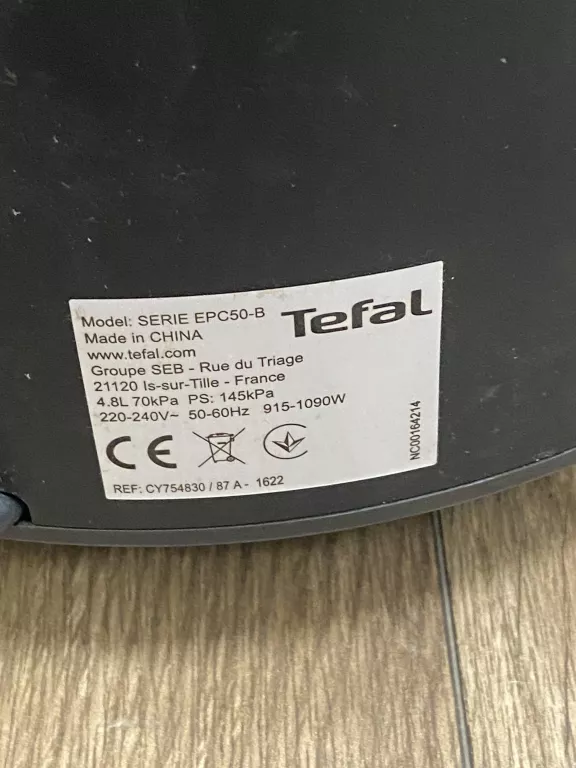 Model: SERIE EPC50-B
Tefal
Made in CHINA
www.tefal.com
Groupe SEB - Rue du Triage
21120 Is-sur-Tille - France
4.8L 70kPa PS: 145kPa
220-240V~ 50-60Hz 915-1090W
CE
REF: CY754830 / 87 A - 1622
NC00164214